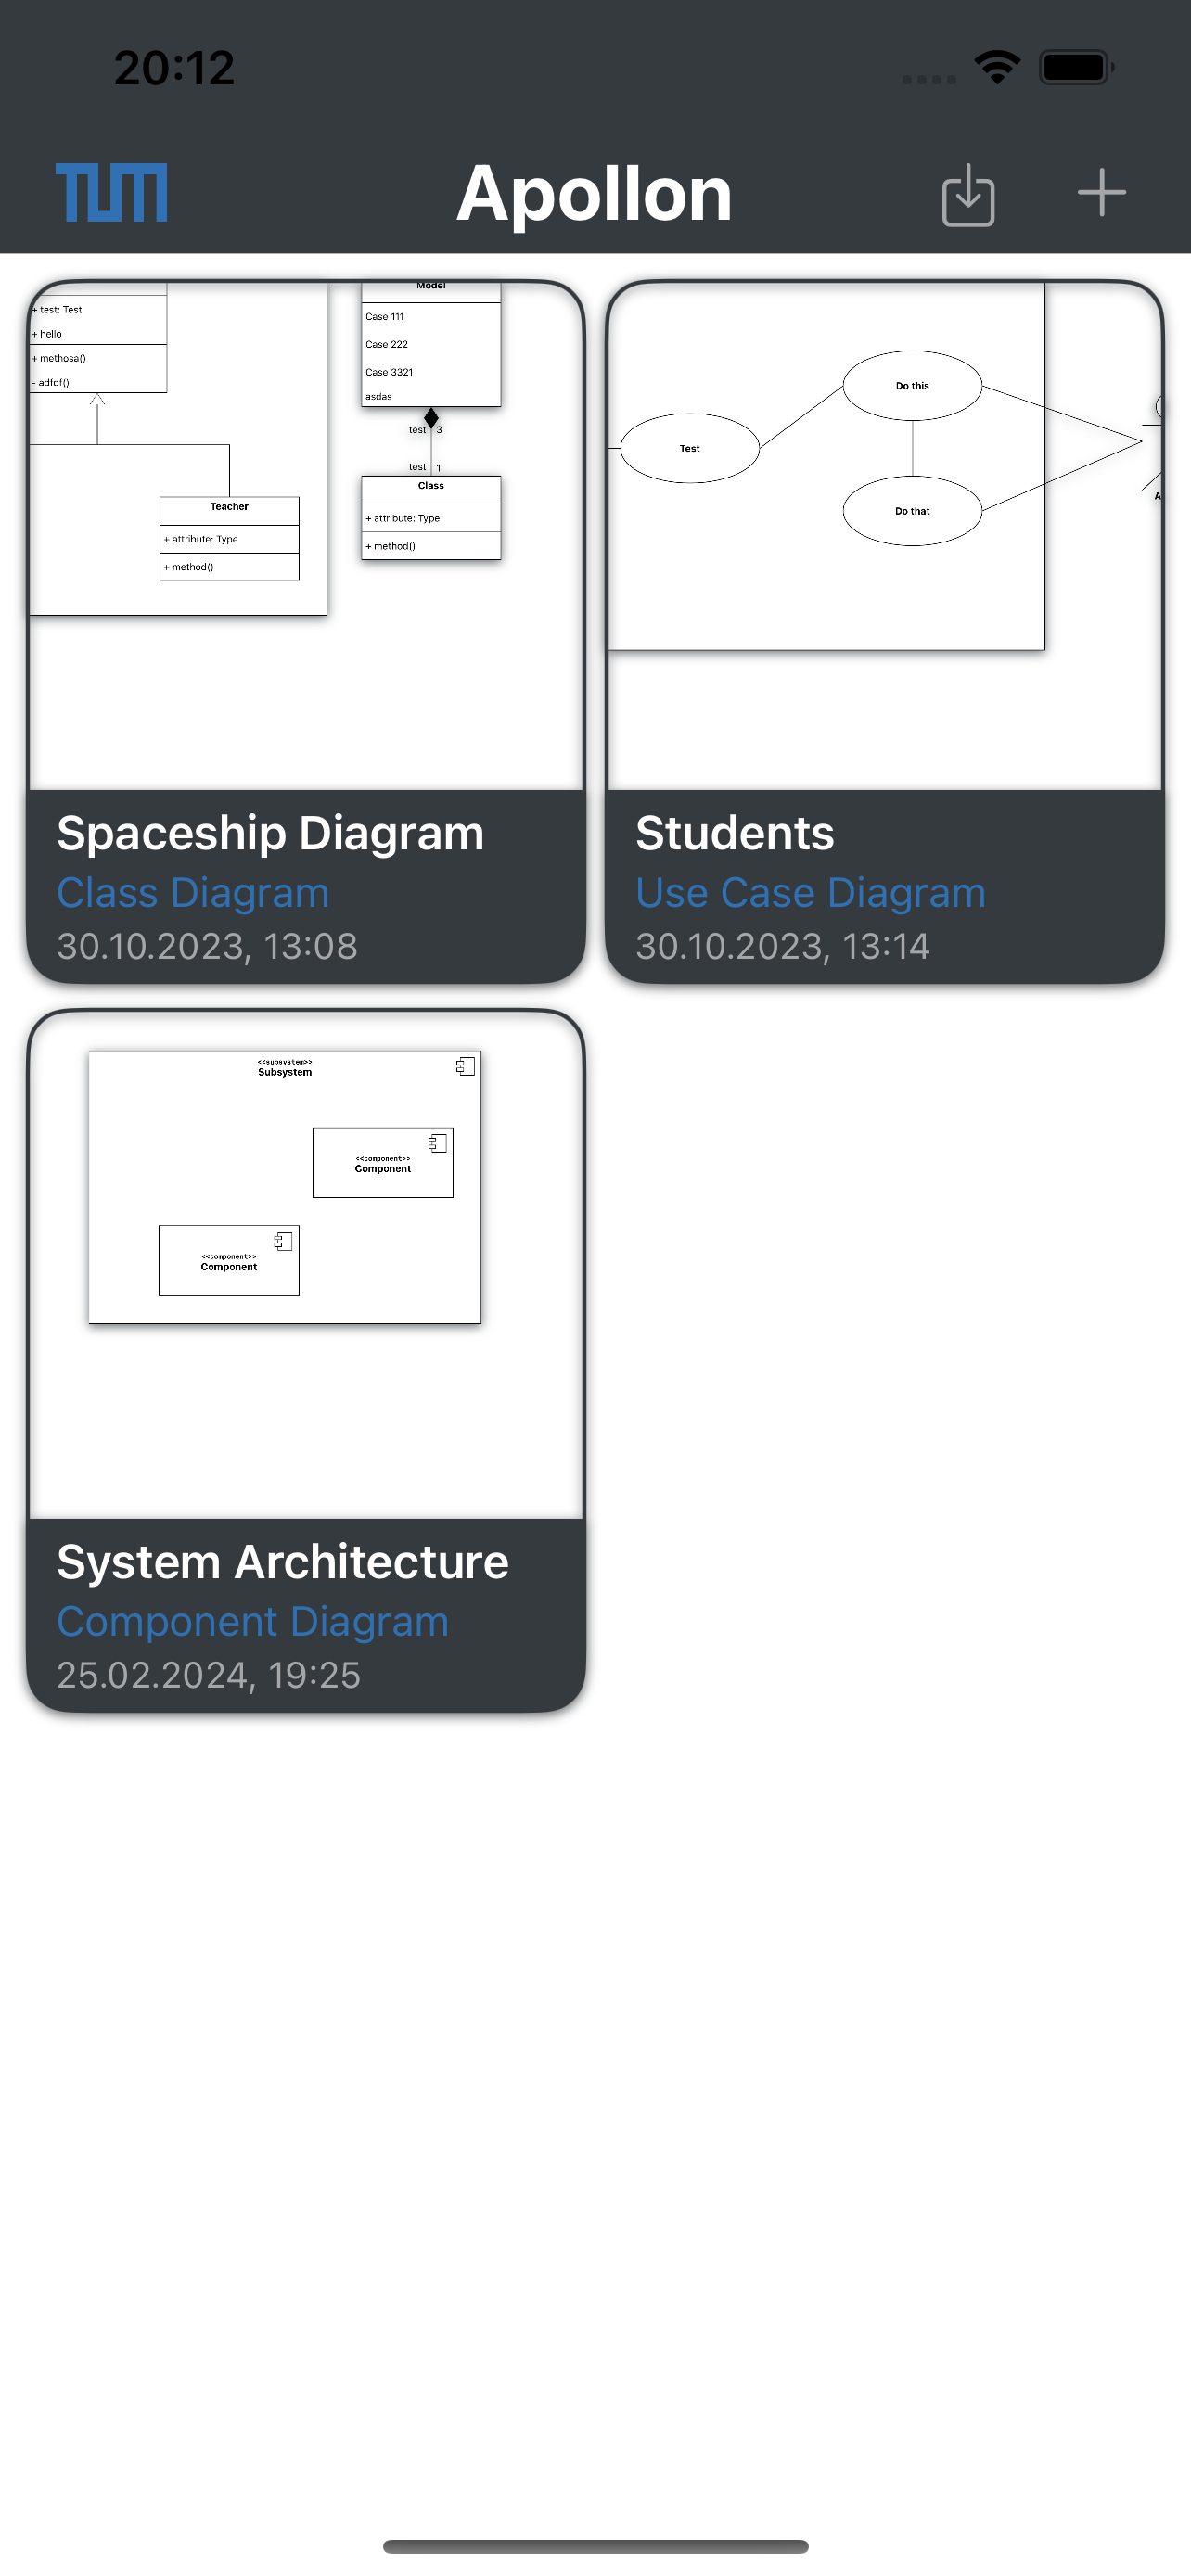 20:12
TUM
Apollon
+ test: Test
+ hello
+ methosa()
- adfdf()
Teacher
+ attribute: Type
+ method()
Model
Case 111
Case 222
Case 3321
asdas
test 3
test 1
Class
+ attribute: Type
+ method()
Spaceship Diagram
Class Diagram
30.10.2023, 13:08
Test
Do this
Do that
A
Students
Use Case Diagram
30.10.2023, 13:14
<<subsystem>>
Subsystem
<<component>>
Component
<<component>>
Component
System Architecture
Component Diagram
25.02.2024, 19:25